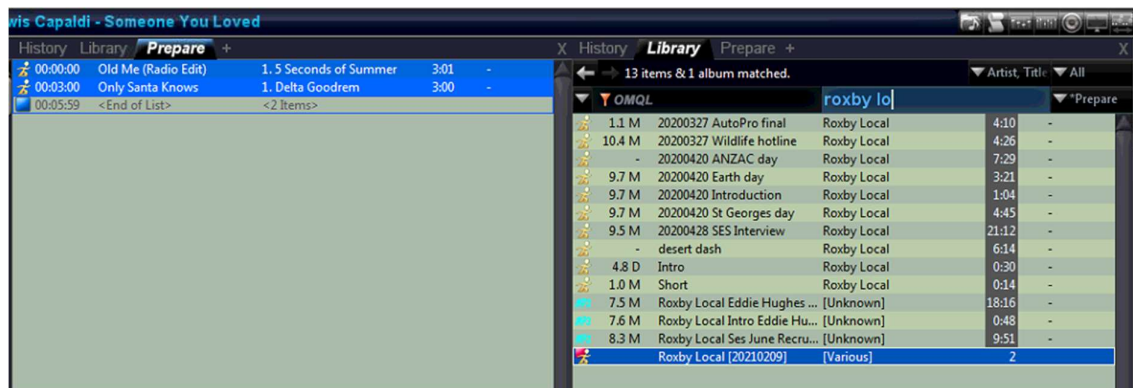 wis Capaldi - Someone You Loved
History Library Prepare + X
00:00:00 Old Me (Radio Edit) 1. 5 Seconds of Summer 3:01 -
00:03:00 Only Santa Knows 1. Delta Goodrem 3:00 -
00:05:59 <End of List> <2 Items>
History Library Prepare + X
13 items & 1 album matched. Artist, Title All
OMQL roxby lo *Prepare
1.1 M 20200327 AutoPro final Roxby Local 4:10 -
10.4 M 20200327 Wildlife hotline Roxby Local 4:26 -
- 20200420 ANZAC day Roxby Local 7:29 -
9.7 M 20200420 Earth day Roxby Local 3:21 -
9.7 M 20200420 Introduction Roxby Local 1:04 -
9.7 M 20200420 St Georges day Roxby Local 4:45 -
9.5 M 20200428 SES Interview Roxby Local 21:12 -
- desert dash Roxby Local 6:14 -
4.8 D Intro Roxby Local 0:30 -
1.0 M Short Roxby Local 0:14 -
7.5 M Roxby Local Eddie Hughes ... [Unknown] 18:16 -
7.6 M Roxby Local Intro Eddie Hu... [Unknown] 0:48 -
8.3 M Roxby Local Ses June Recru... [Unknown] 9:51 -
Roxby Local [20210209] [Various] 2